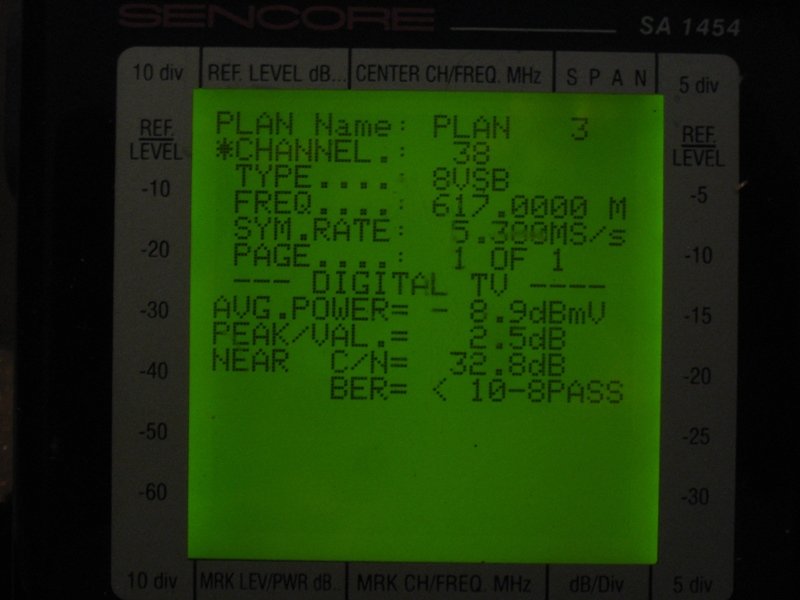 SENCORE SA 1454
10 div REF. LEVEL dB... CENTER CH/FREQ. MHz SPAN 5 div
REF. LEVEL
-10
-20
-30
-40
-50
-60
PLAN Name: PLAN 3
*CHANNEL.: 38
TYPE....: 8VSB
FREQ....: 617.0000 M
SYM.RATE: 5.380MS/s
PAGE....: 1 OF 1
--- DIGITAL TV ----
AVG.POWER= - 8.9dBmV
PEAK/VAL.= 2.5dB
NEAR C/N= 32.8dB
BER= < 10-8PASS
REF. LEVEL
-5
-10
-15
-20
-25
-30
10 div MRK LEV/PWR dB... MRK CH/FREQ. MHz dB/Div 5 div